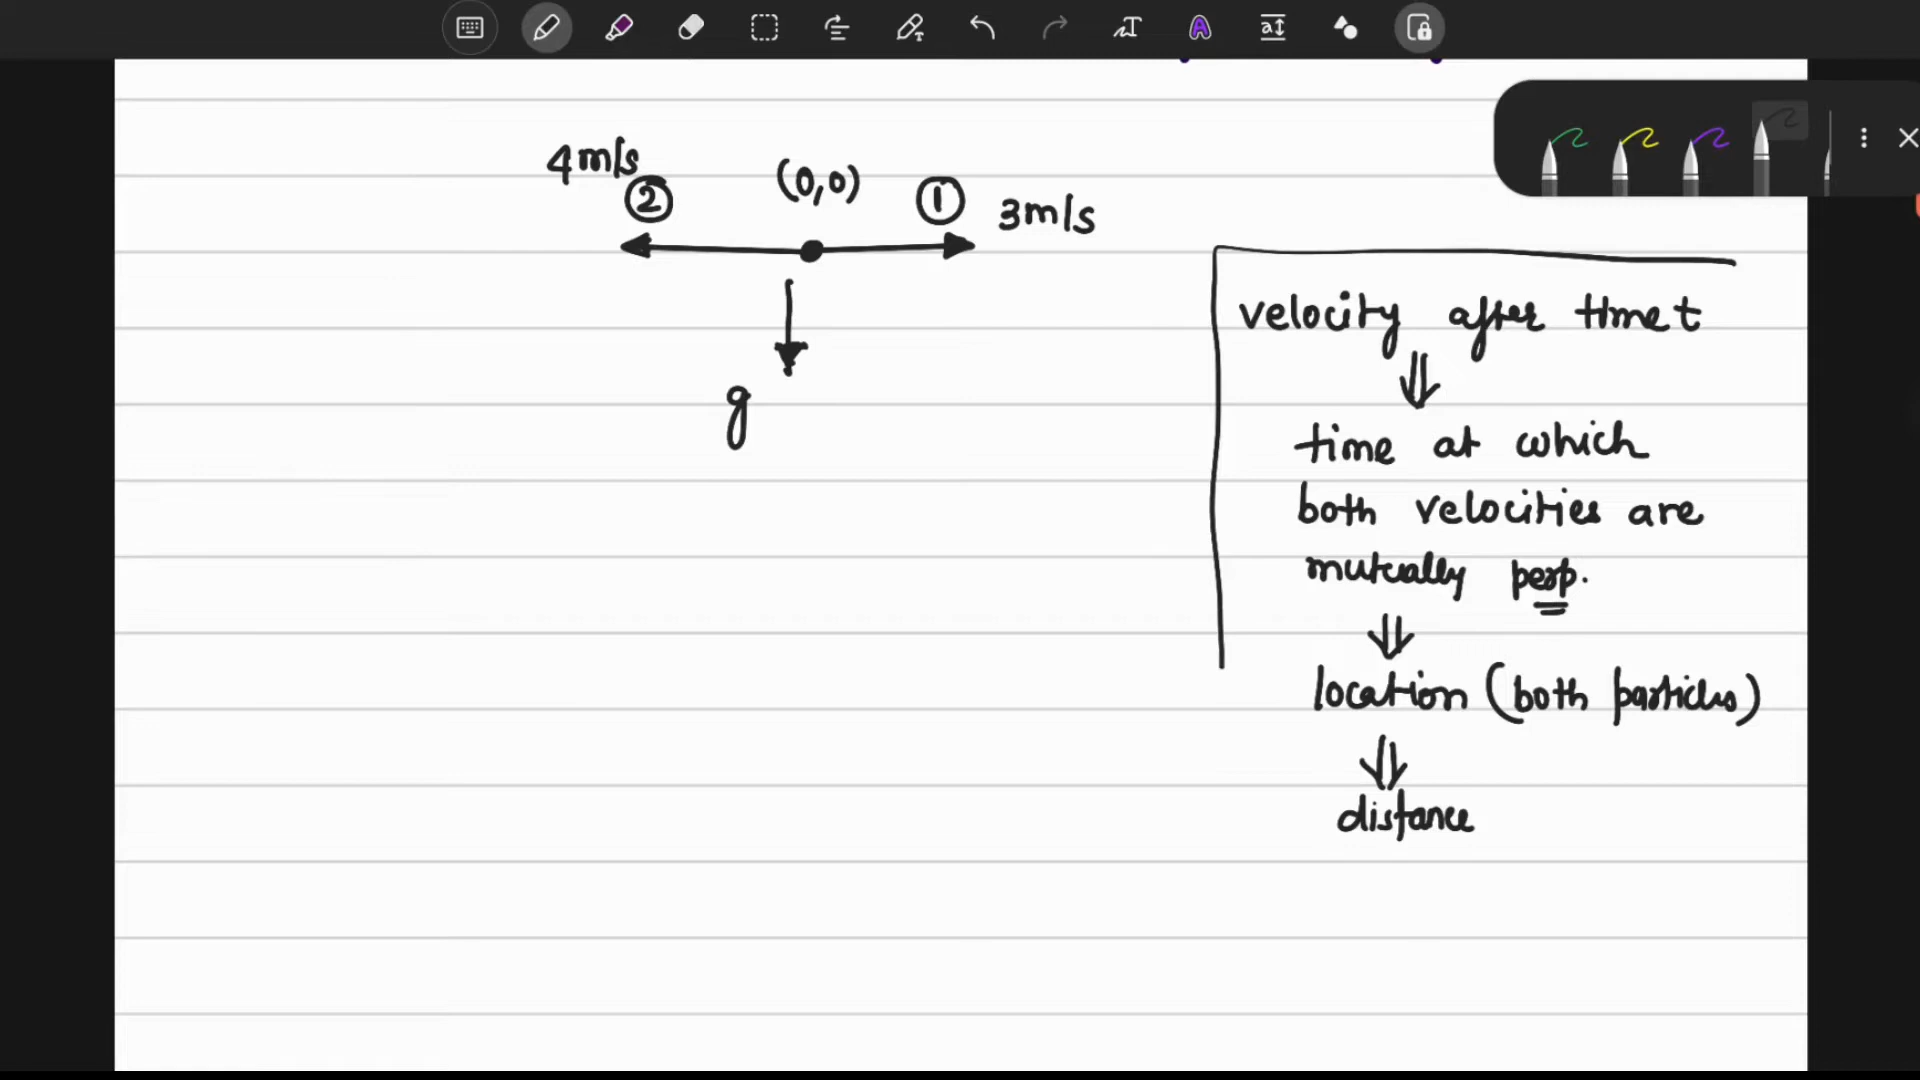 4m/s
② (0,0) ①
3m/s
g
velocity after time t
⇓
time at which
both velocities are
mutually perp.
⇓
location (both particles)
⇓
distance